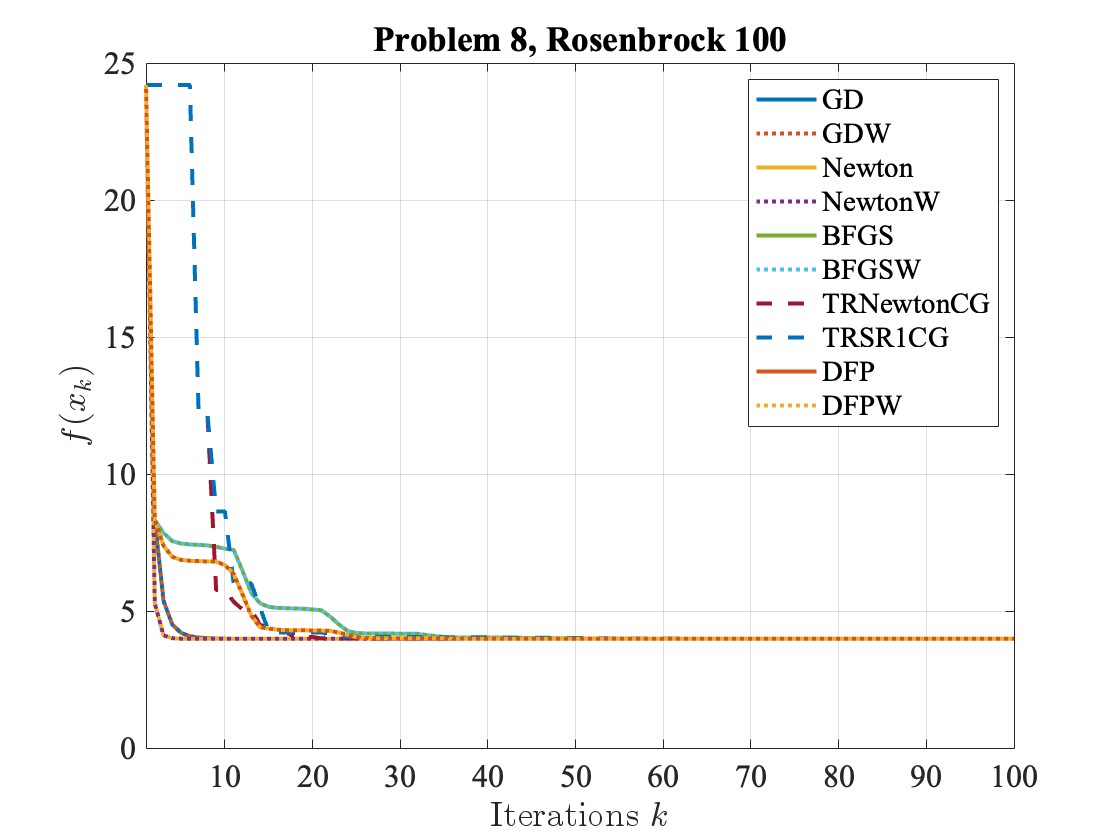 Problem 8, Rosenbrock 100
25
20
15
10
5
0
f(x_k)
GD
GDW
Newton
NewtonW
BFGS
BFGSW
TRNewtonCG
TRSR1CG
DFP
DFPW
10 20 30 40 50 60 70 80 90 100
Iterations k